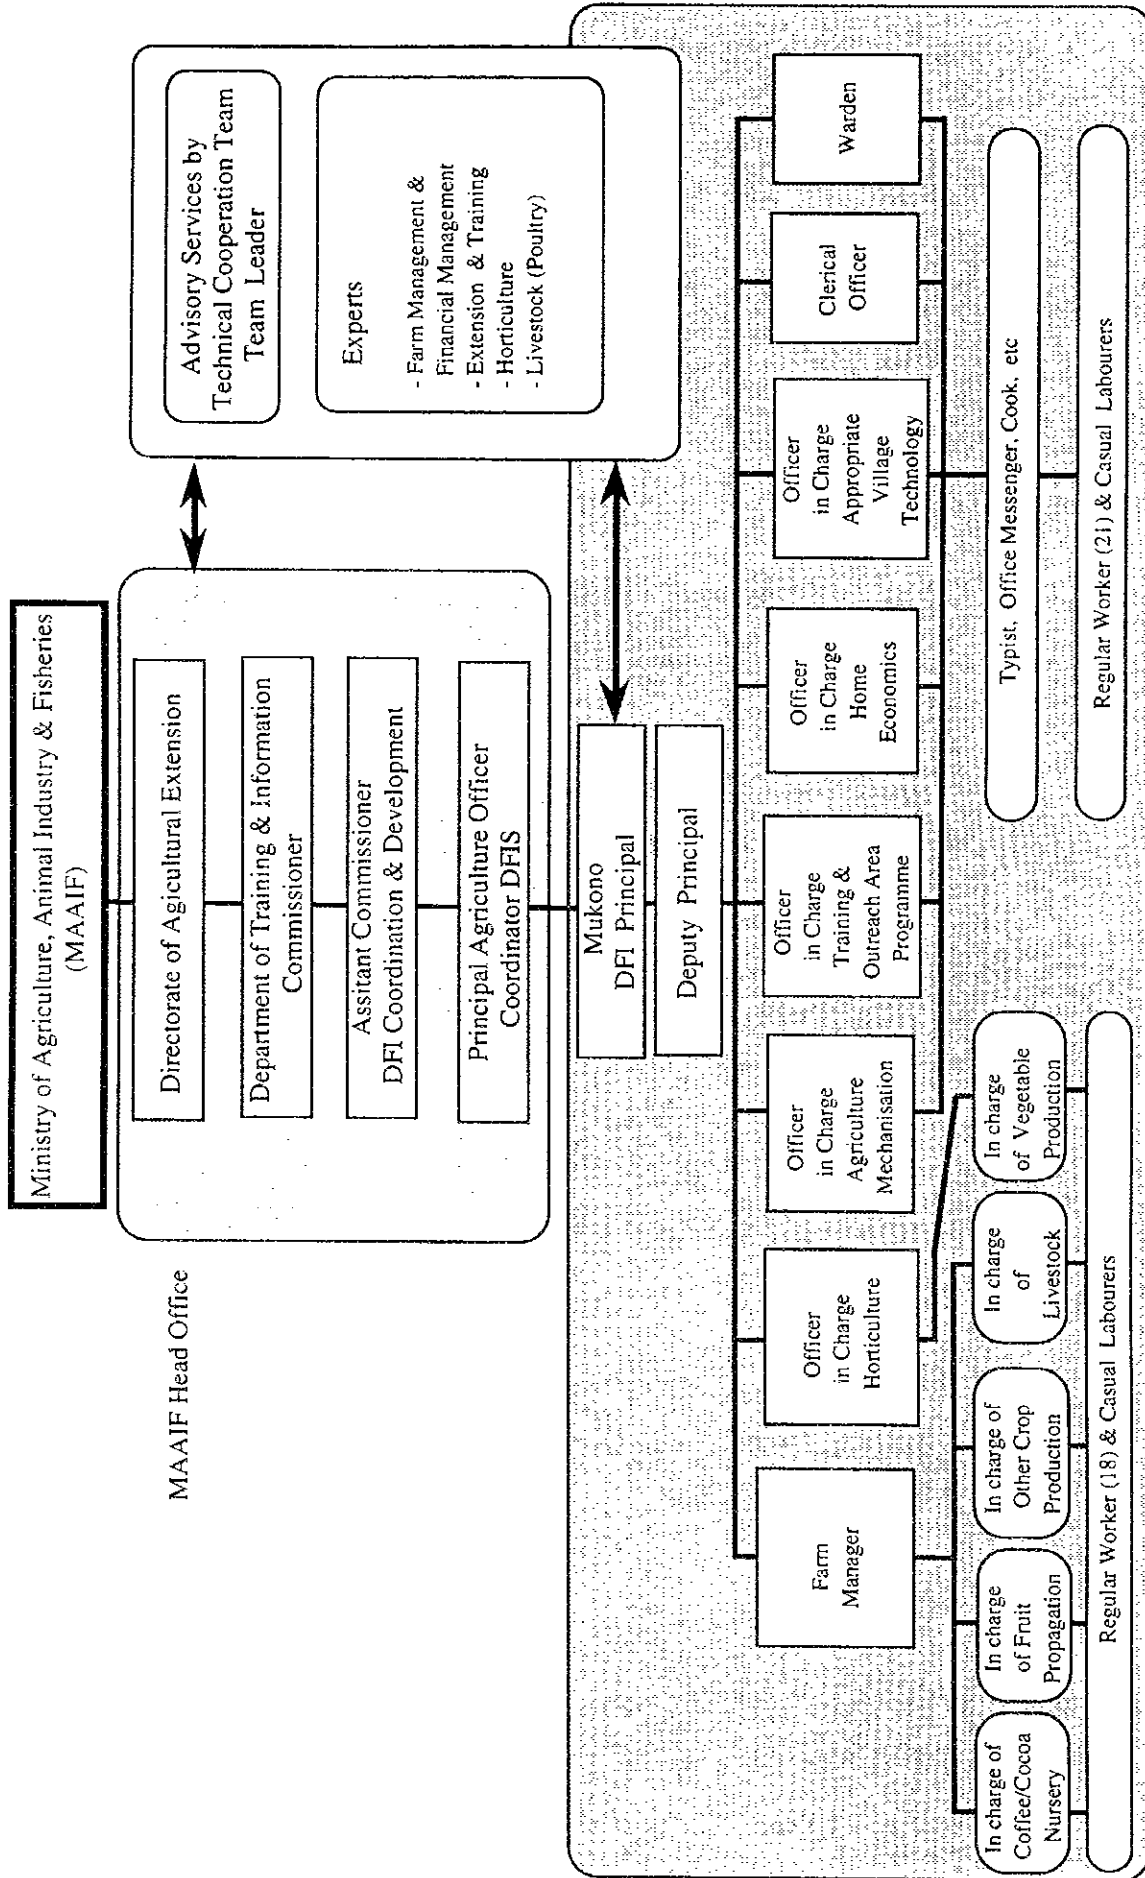 Ministry of Agriculture, Animal Industry & Fisheries
(MAAIF)
MAAIF Head Office
Directorate of Agicultural Extension
Department of Training & Information
Commissioner
Assitant Commissioner
DFI Coordination & Development
Principal Agriculture Officer
Coordinator DFIS
Advisory Services by
Technical Cooperation Team
Team Leader
Experts
- Farm Management &
Financial Management
- Extension & Training
- Horticulture
- Livestock (Poultry)
Mukono
DFI Principal
Deputy Principal
Farm
Manager
Officer
in Charge
Horticulture
Officer
in Charge
Agriculture
Mechanisation
Officer
in Charge
Training &
Outreach Area
Programme
Officer
in Charge
Home
Economics
Officer
in Charge
Appropriate
Village
Technology
Clerical
Officer
Warden
In charge of
Coffee/Cocoa
Nursery
In charge
of Fruit
Propagation
In charge of
Other Crop
Production
In charge
of
Livestock
In charge
of Vegetable
Production
Typist, Office Messenger, Cook, etc
Regular Worker (18) & Casual Labourers
Regular Worker (21) & Casual Labourers